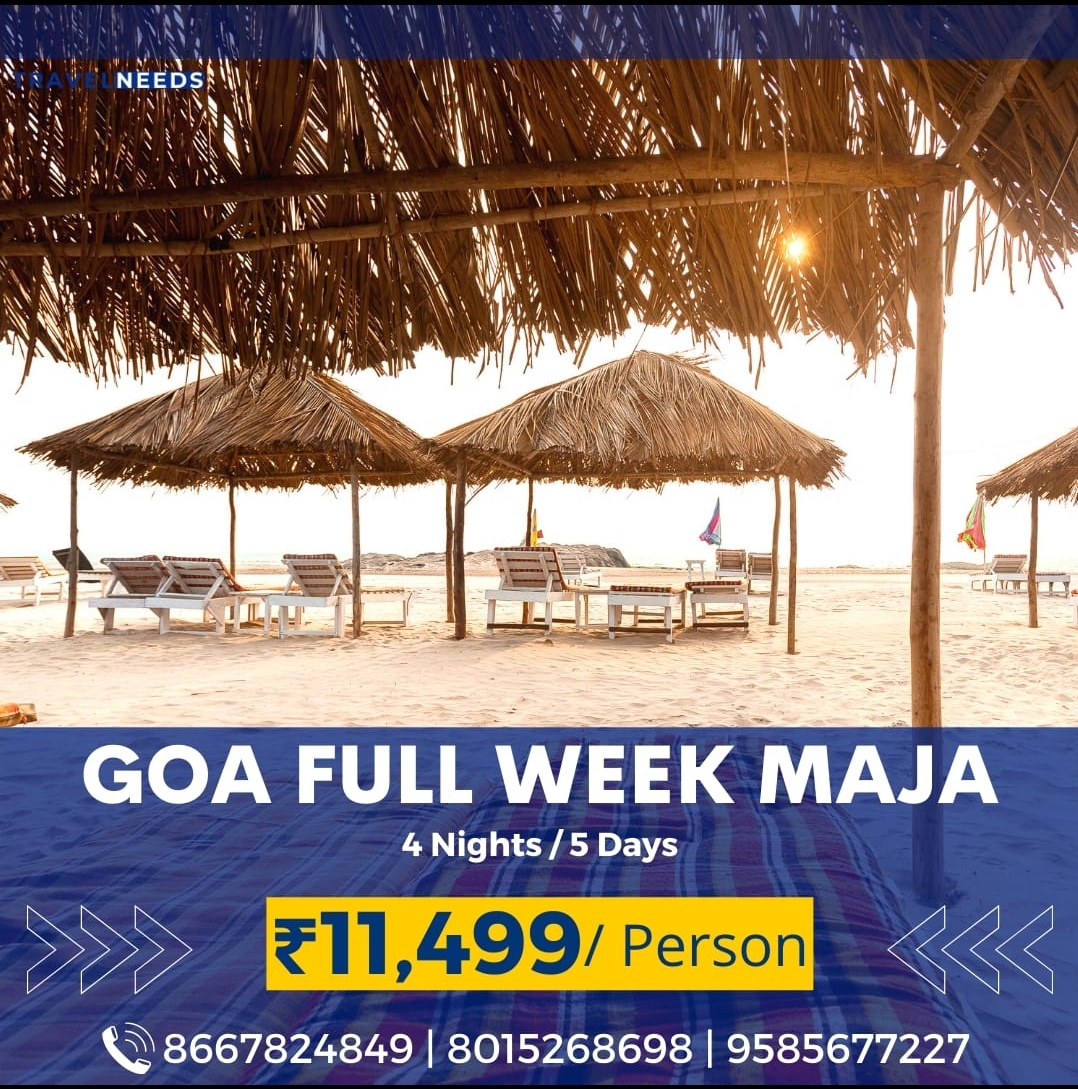 TRAVELNEEDS
GOA FULL WEEK MAJA
4 Nights / 5 Days
₹11,499/ Person
8667824849 | 8015268698 | 9585677227